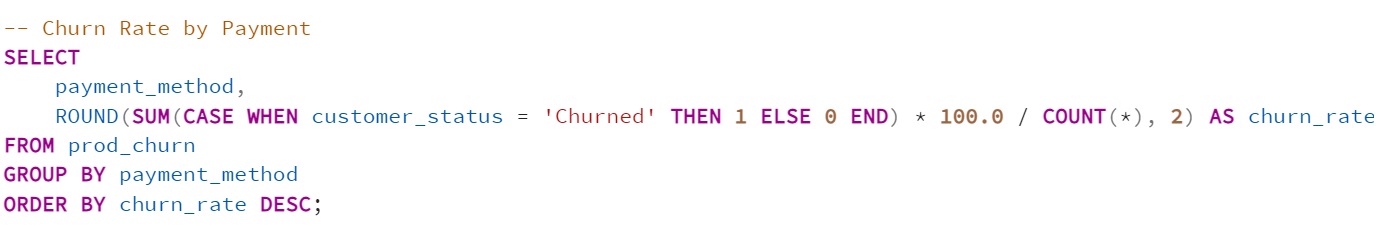 -- Churn Rate by Payment
SELECT
    payment_method,
    ROUND(SUM(CASE WHEN customer_status = 'Churned' THEN 1 ELSE 0 END) * 100.0 / COUNT(*), 2) AS churn_rate
FROM prod_churn
GROUP BY payment_method
ORDER BY churn_rate DESC;